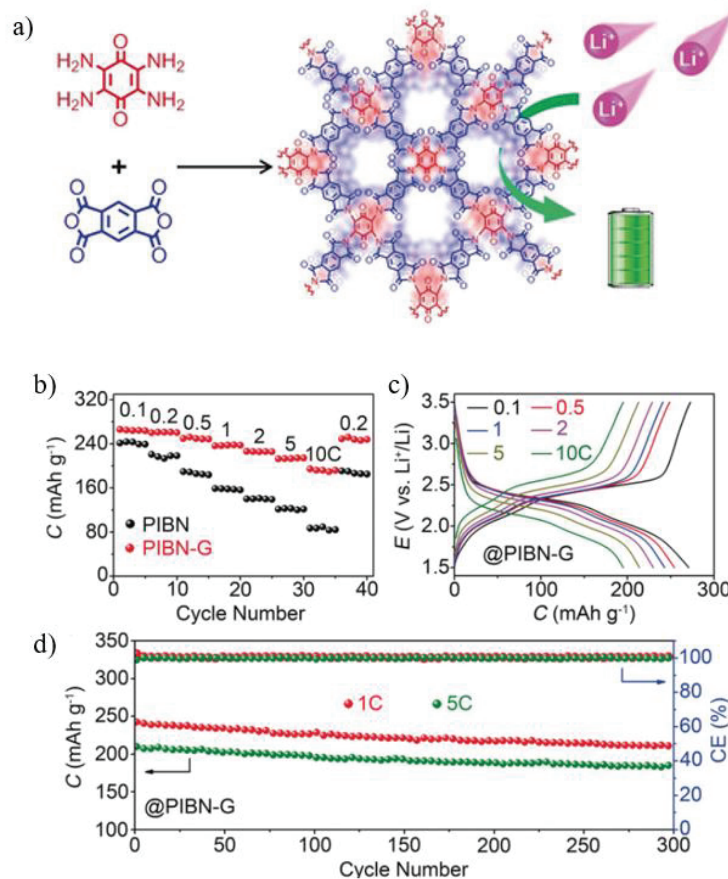 a)
O
H₂N NH₂
H₂N NH₂
O
+
O O
O O
O O
Li⁺
Li⁺
Li⁺
b)
C (mAh g⁻¹)
320
240
160
80
0
0.1 0.2 0.5 1 2 5 10C 0.2
PIBN
PIBN-G
0 10 20 30 40
Cycle Number
c)
E (V vs. Li⁺/Li)
3.5
3.0
2.5
2.0
1.5
0.1 0.5
1 2
5 10C
@PIBN-G
0 100 200 300
C (mAh g⁻¹)
d)
C (mAh g⁻¹)
350
300
250
200
150
100
1C 5C
@PIBN-G
100
80
60
40
20
0
CE (%)
0 50 100 150 200 250 300
Cycle Number